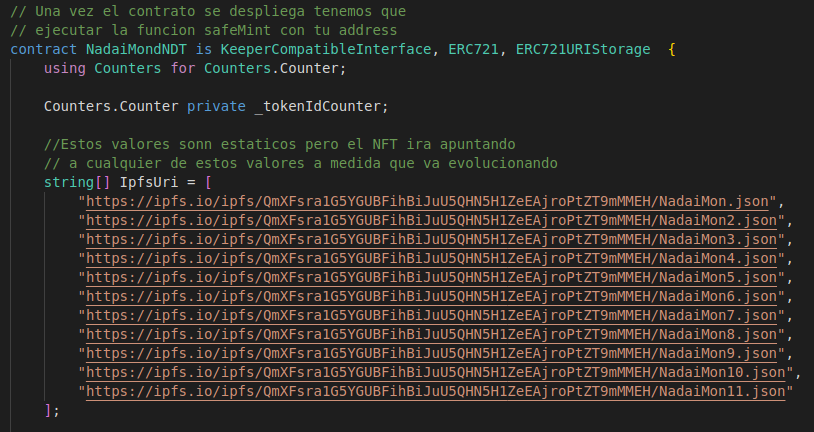 // Una vez el contrato se despliega tenemos que
// ejecutar la funcion safeMint con tu adress
contract NadaiMondNDT is KeeperCompatibleInterface, ERC721, ERC721URIStorage  {
using Counters for Counters.Counter;
Counters.Counter private _tokenIdCounter;
//Estos valores sonn estaticos pero el NFT ira apuntando
// a cualquier de estos valores a medida que va evolucionando
string[] IpfsUri = [
"https://ipfs.io/ipfs/QmXFsra1G5YGUBFihBiJuU5QHN5H1ZeEAjroPtZT9mMMEH/NadaiMon.json",
"https://ipfs.io/ipfs/QmXFsra1G5YGUBFihBiJuU5QHN5H1ZeEAjroPtZT9mMMEH/NadaiMon2.json",
"https://ipfs.io/ipfs/QmXFsra1G5YGUBFihBiJuU5QHN5H1ZeEAjroPtZT9mMMEH/NadaiMon3.json",
"https://ipfs.io/ipfs/QmXFsra1G5YGUBFihBiJuU5QHN5H1ZeEAjroPtZT9mMMEH/NadaiMon4.json",
"https://ipfs.io/ipfs/QmXFsra1G5YGUBFihBiJuU5QHN5H1ZeEAjroPtZT9mMMEH/NadaiMon5.json",
"https://ipfs.io/ipfs/QmXFsra1G5YGUBFihBiJuU5QHN5H1ZeEAjroPtZT9mMMEH/NadaiMon6.json",
"https://ipfs.io/ipfs/QmXFsra1G5YGUBFihBiJuU5QHN5H1ZeEAjroPtZT9mMMEH/NadaiMon7.json",
"https://ipfs.io/ipfs/QmXFsra1G5YGUBFihBiJuU5QHN5H1ZeEAjroPtZT9mMMEH/NadaiMon8.json",
"https://ipfs.io/ipfs/QmXFsra1G5YGUBFihBiJuU5QHN5H1ZeEAjroPtZT9mMMEH/NadaiMon9.json",
"https://ipfs.io/ipfs/QmXFsra1G5YGUBFihBiJuU5QHN5H1ZeEAjroPtZT9mMMEH/NadaiMon10.json",
"https://ipfs.io/ipfs/QmXFsra1G5YGUBFihBiJuU5QHN5H1ZeEAjroPtZT9mMMEH/NadaiMon11.json"
];